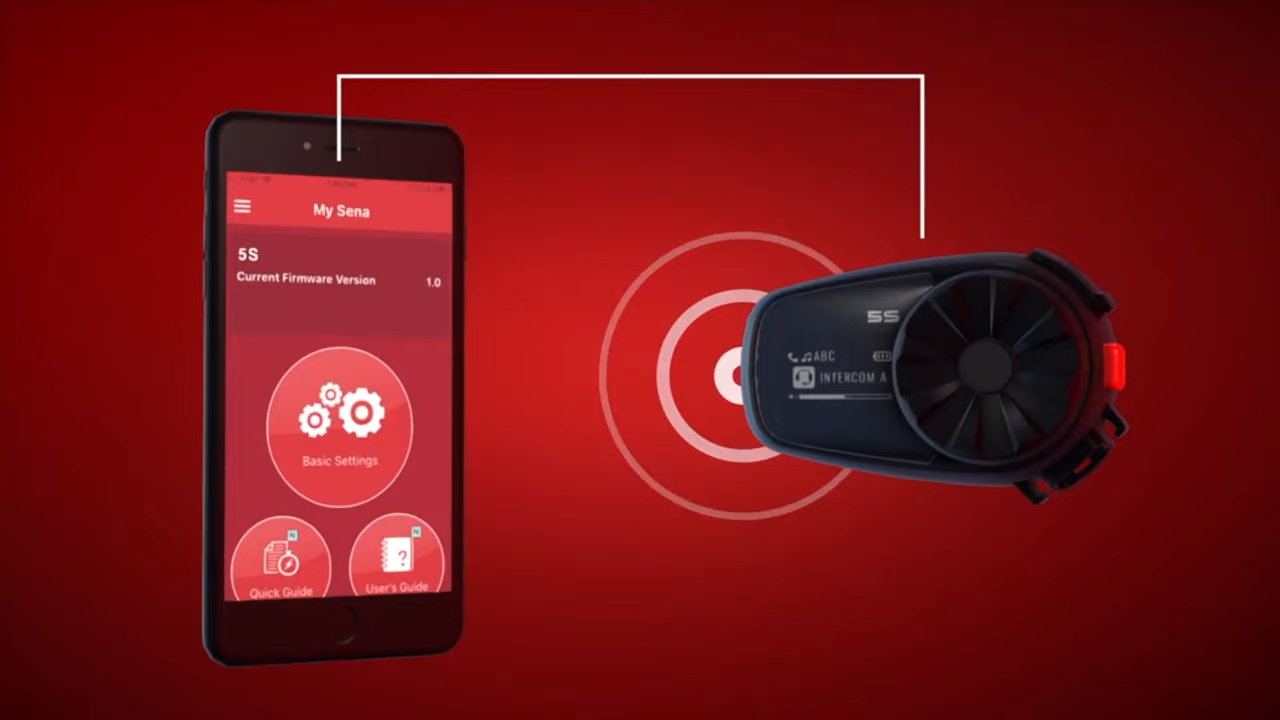 My Sena
5S
Current Firmware Version 1.0
Basic Settings
N
N
Quick Guide
User's Guide
5S
ABC
INTERCOM A